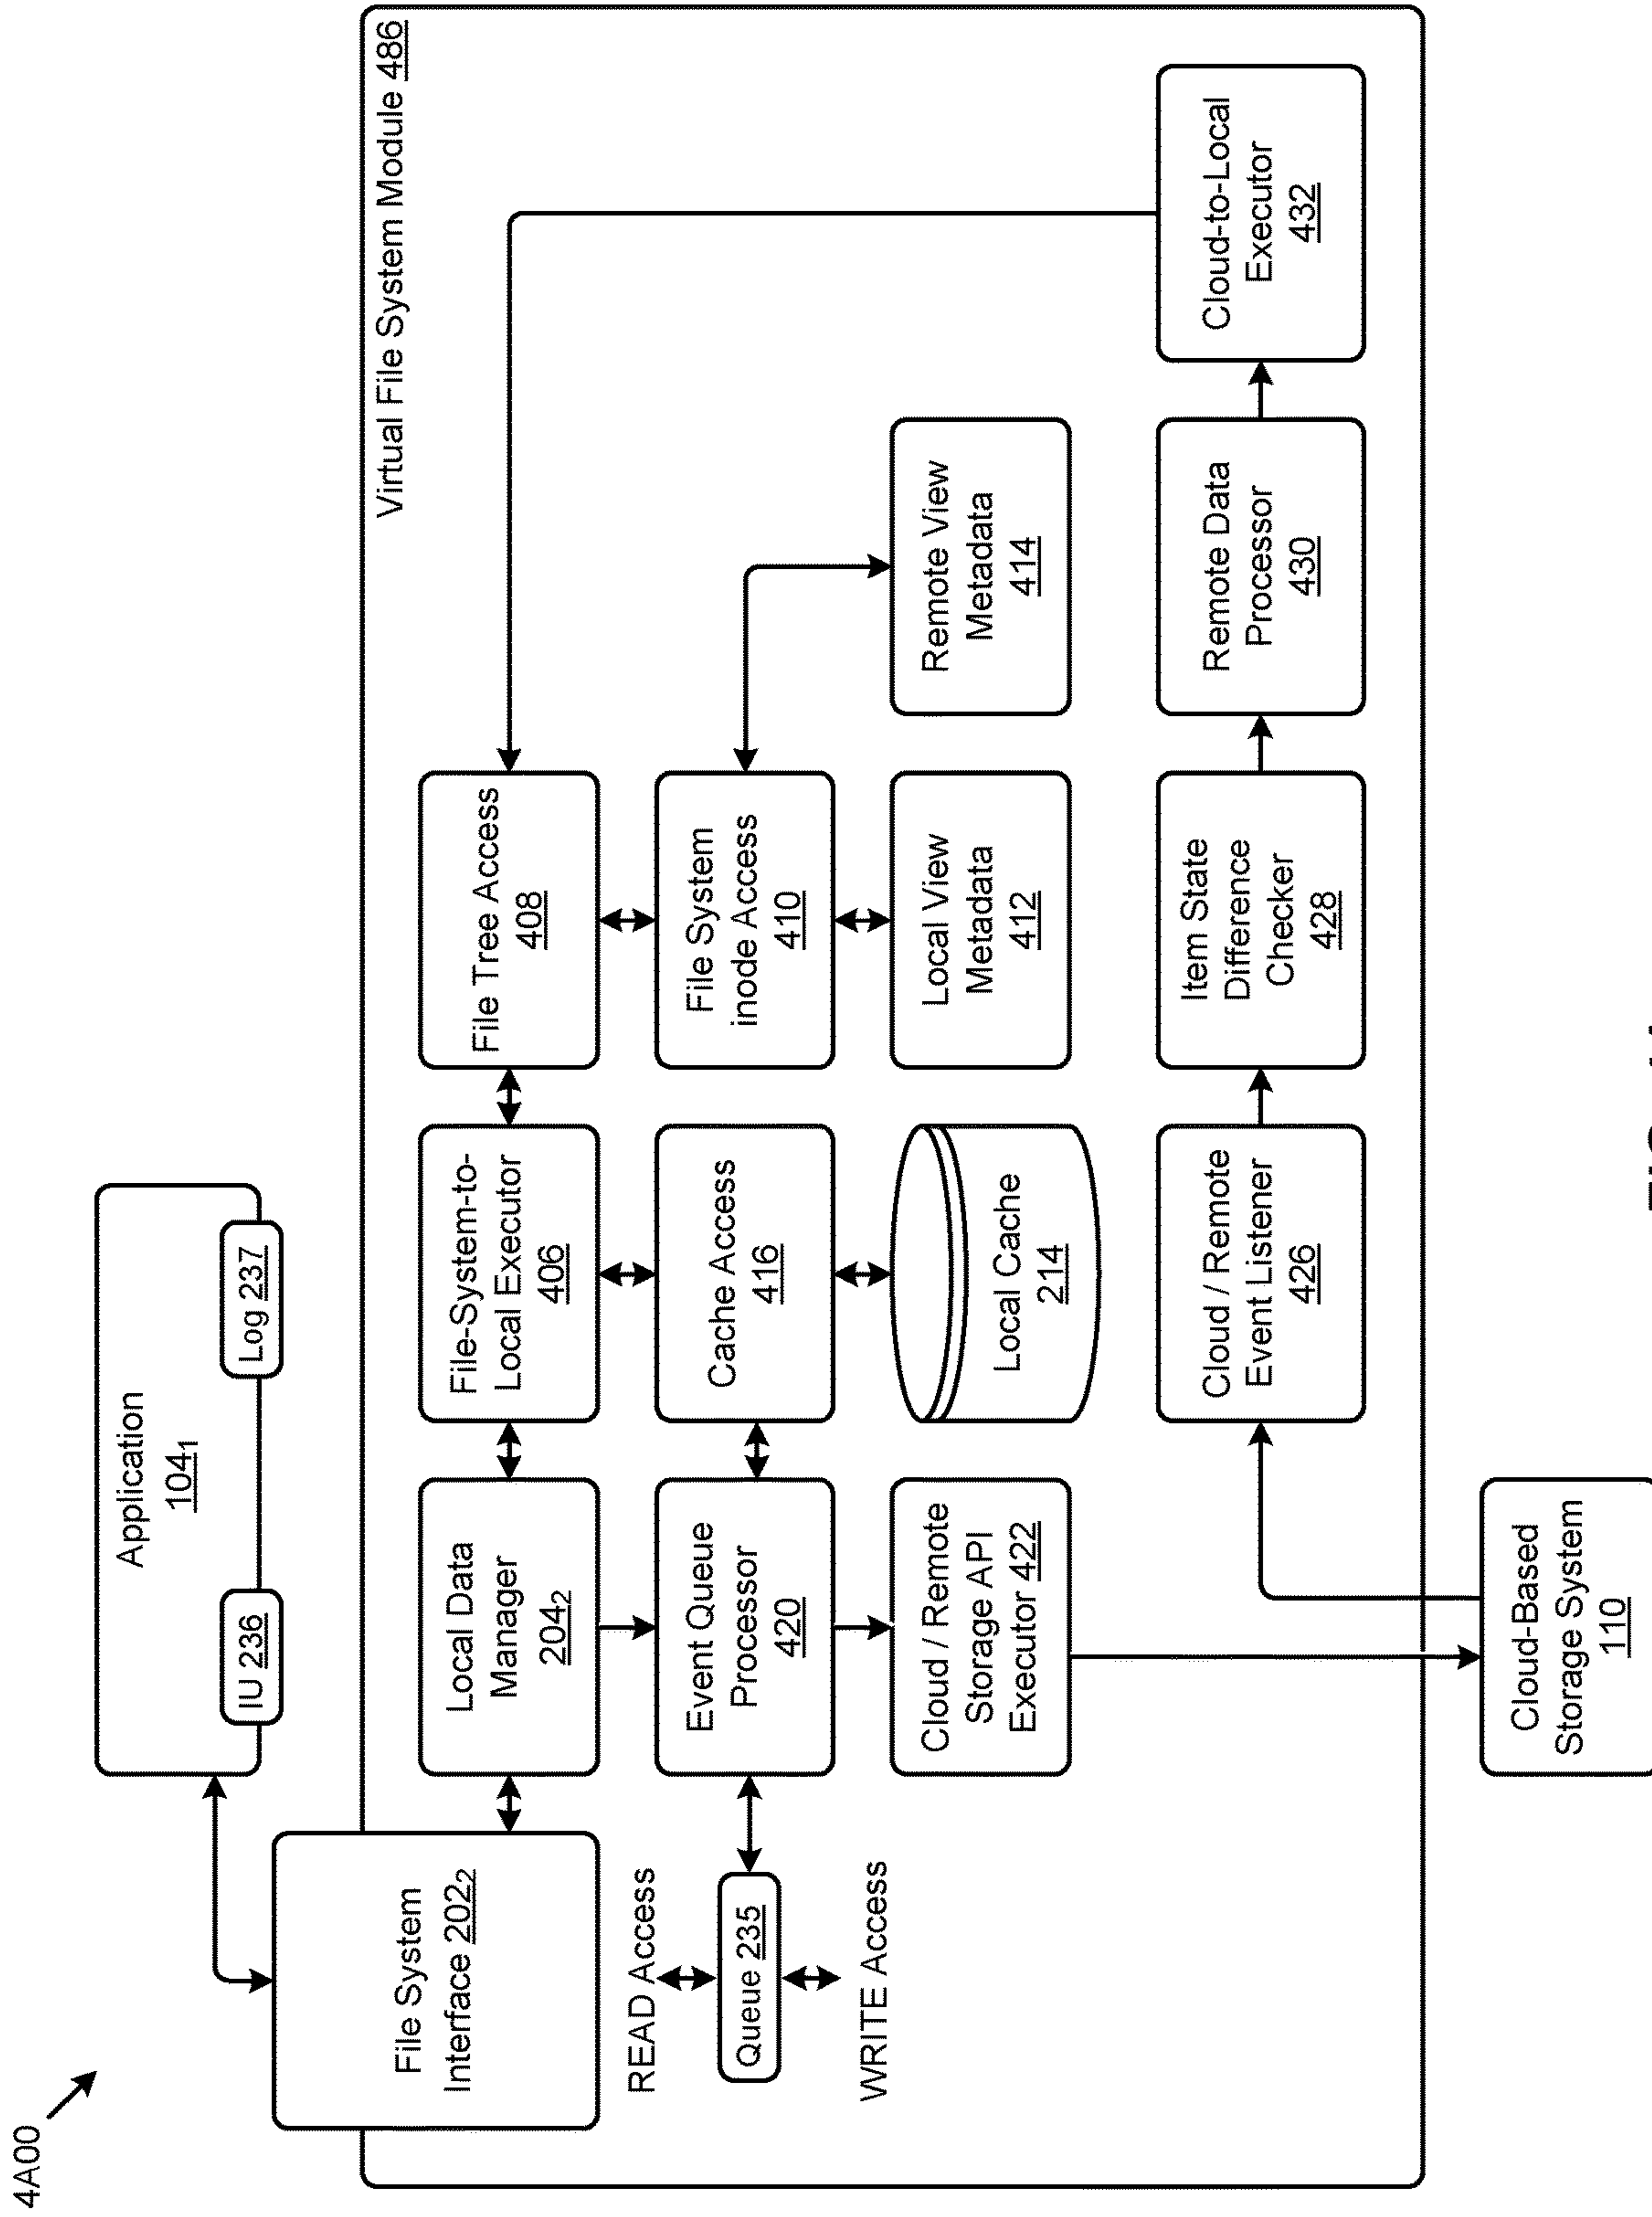 4A00
Application
104₁
IU 236
Log 237
Virtual File System Module 486
File System
Interface 202₂
Local Data
Manager
204₂
File-System-to-
Local Executor
406
File Tree Access
408
READ Access
Queue 235
WRITE Access
Event Queue
Processor
420
Cache Access
416
File System
inode Access
410
Cloud / Remote
Storage API
Executor 422
Local Cache
214
Local View
Metadata
412
Remote View
Metadata
414
Cloud / Remote
Event Listener
426
Item State
Difference
Checker
428
Remote Data
Processor
430
Cloud-to-Local
Executor
432
Cloud-Based
Storage System
110